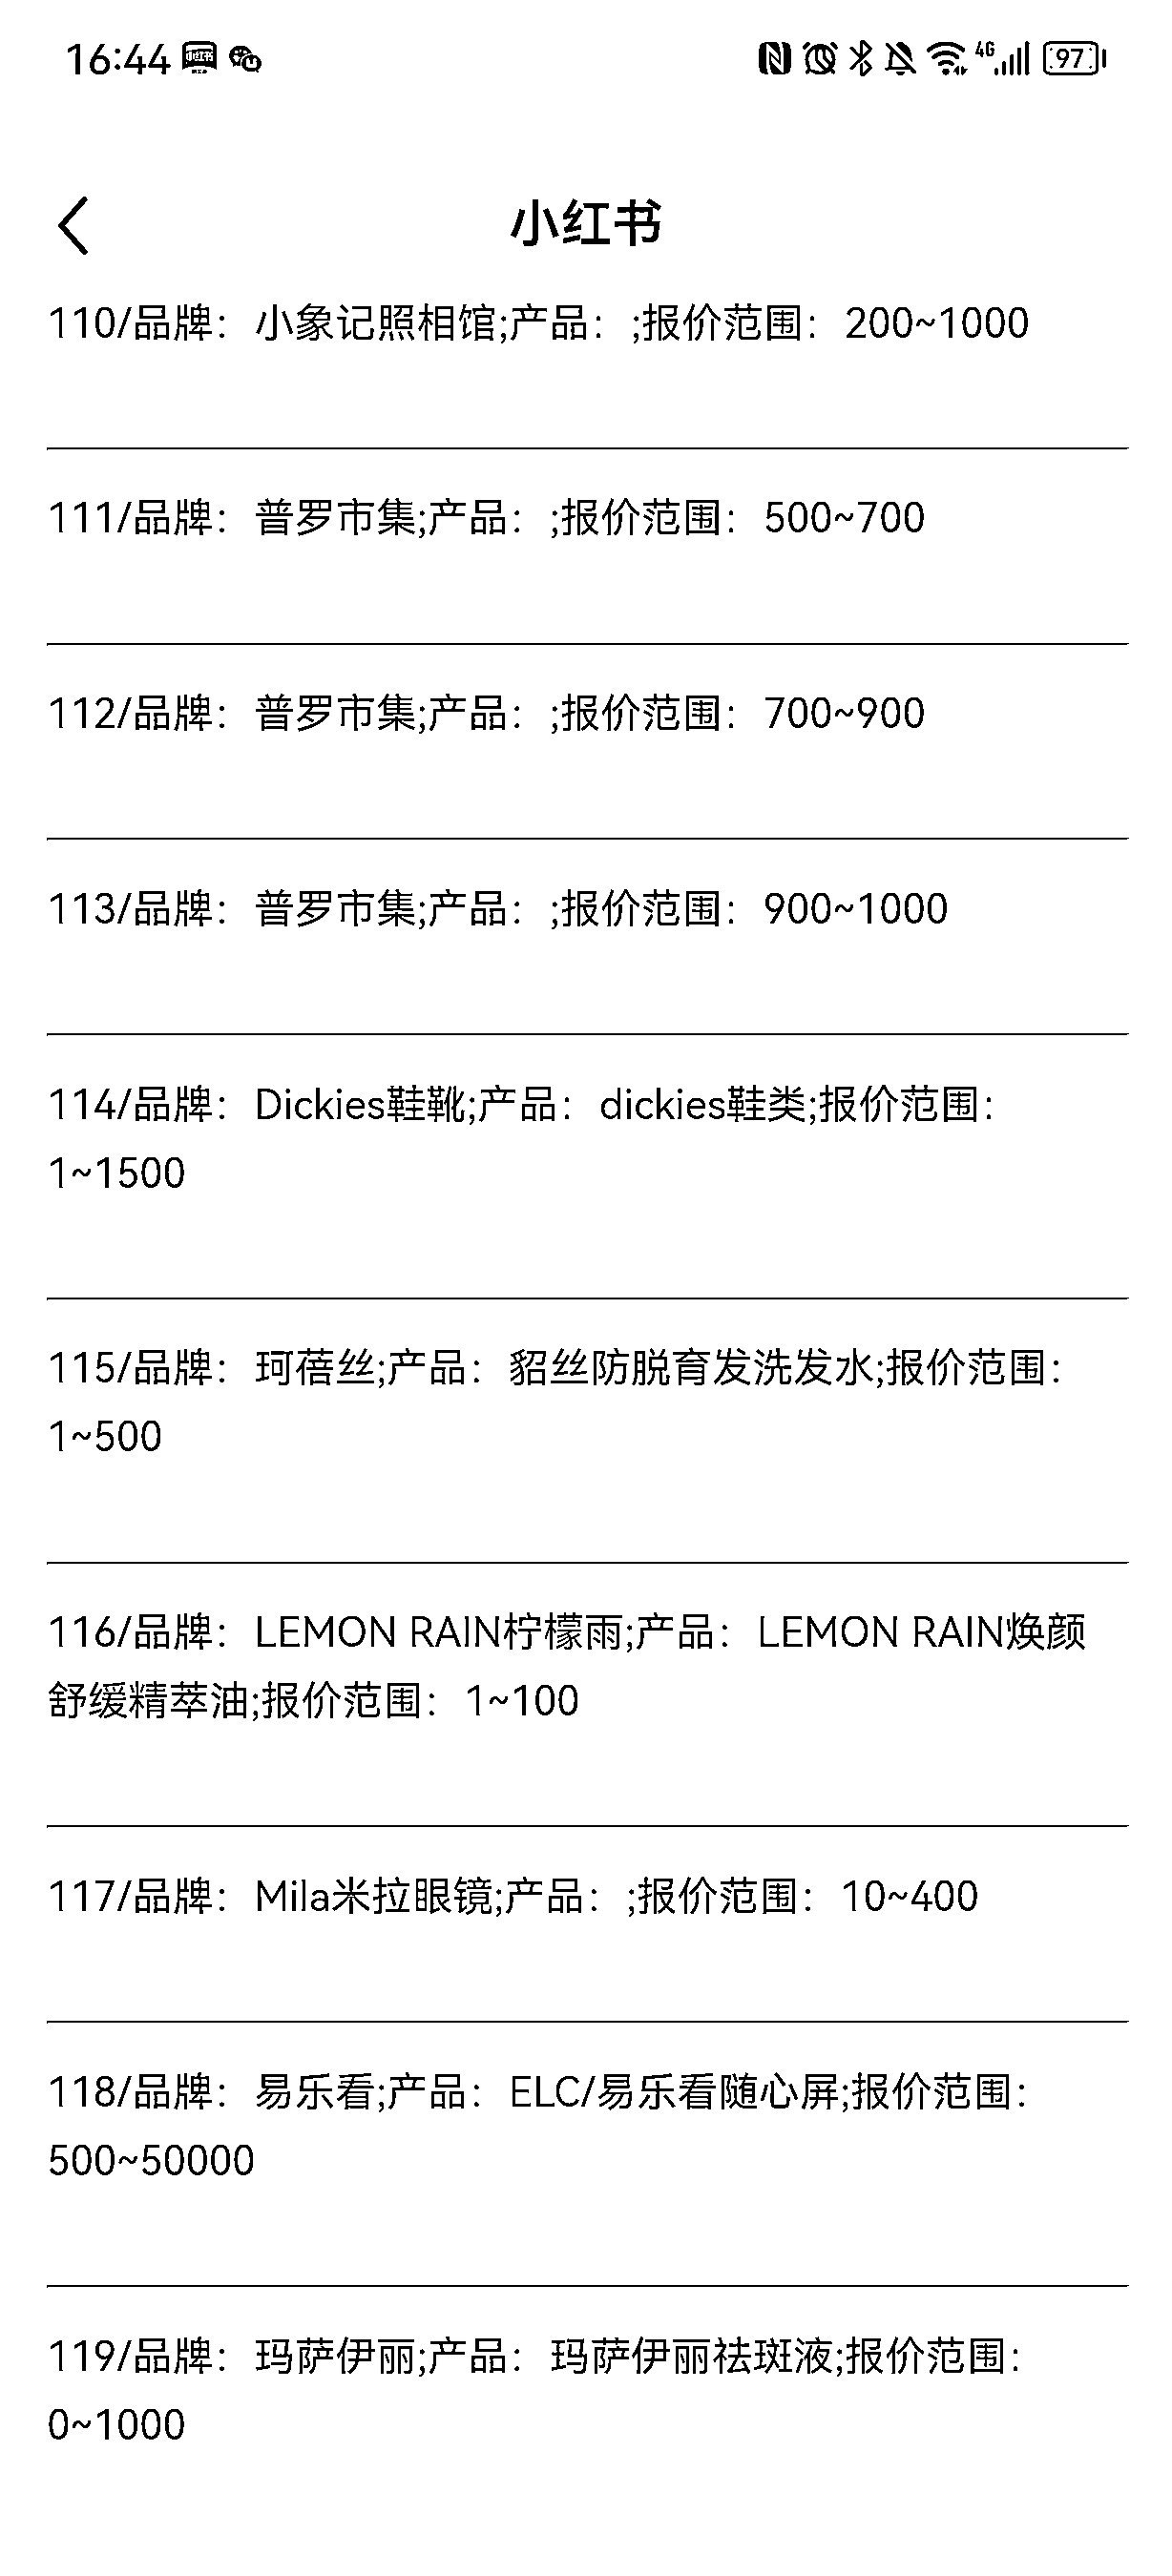 16:44
4G
97
小红书
110/品牌：小象记照相馆;产品：;报价范围：200~1000
111/品牌：普罗市集;产品：;报价范围：500~700
112/品牌：普罗市集;产品：;报价范围：700~900
113/品牌：普罗市集;产品：;报价范围：900~1000
114/品牌：Dickies鞋靴;产品：dickies鞋类;报价范围：
1~1500
115/品牌：珂蓓丝;产品：貂丝防脱育发洗发水;报价范围：
1~500
116/品牌：LEMON RAIN柠檬雨;产品：LEMON RAIN焕颜
舒缓精萃油;报价范围：1~100
117/品牌：Mila米拉眼镜;产品：;报价范围：10~400
118/品牌：易乐看;产品：ELC/易乐看随心屏;报价范围：
500~50000
119/品牌：玛萨伊丽;产品：玛萨伊丽祛斑液;报价范围：
0~1000